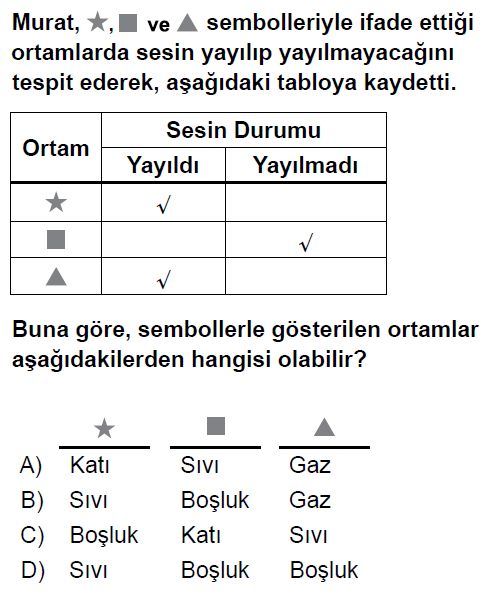 Murat, ★, ■ ve ▲ sembolleriyle ifade ettiği
ortamlarda sesin yayılıp yayılmayacağını
tespit ederek, aşağıdaki tabloya kaydetti.
Ortam Sesin Durumu
Yayıldı Yayılmadı
★ √
■ √
▲ √
Buna göre, sembollerle gösterilen ortamlar
aşağıdakilerden hangisi olabilir?
★ ■ ▲
A) Katı Sıvı Gaz
B) Sıvı Boşluk Gaz
C) Boşluk Katı Sıvı
D) Sıvı Boşluk Boşluk